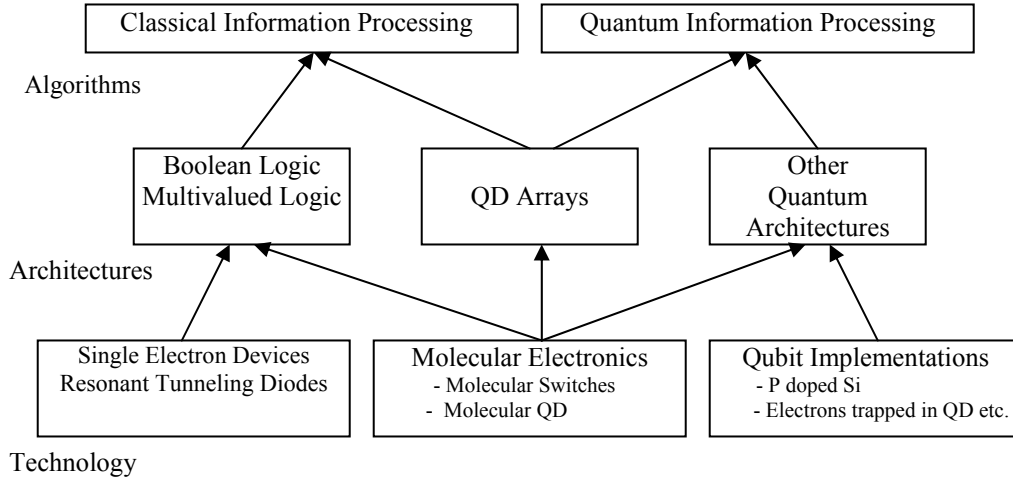 Classical Information Processing
Quantum Information Processing
Algorithms
Boolean Logic
Multivalued Logic
QD Arrays
Other
Quantum
Architectures
Architectures
Single Electron Devices
Resonant Tunneling Diodes
Molecular Electronics
- Molecular Switches
- Molecular QD
Qubit Implementations
- P doped Si
- Electrons trapped in QD etc.
Technology